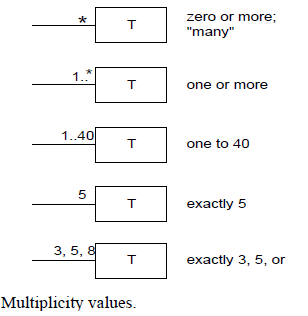 * T zero or more;
"many"
1..* T one or more
1..40 T one to 40
5 T exactly 5
3, 5, 8 T exactly 3, 5, or
Multiplicity values.